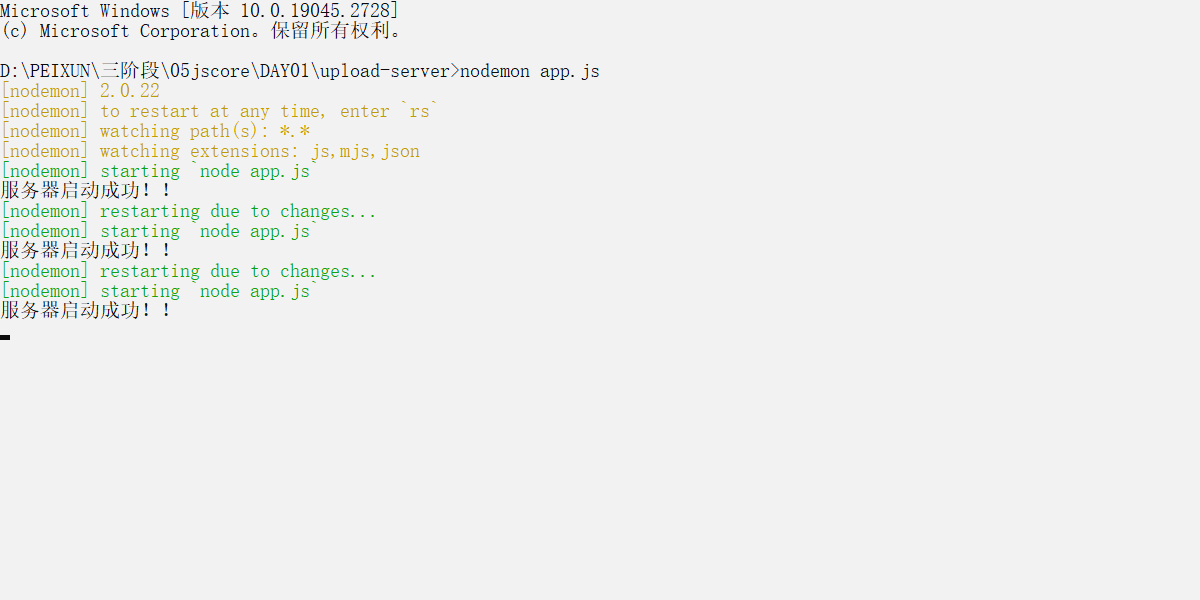 Microsoft Windows [版本 10.0.19045.2728]
(c) Microsoft Corporation。保留所有权利。
D:\PEIXUN\三阶段\05jscore\DAY01\upload-server>nodemon app.js
[nodemon] 2.0.22
[nodemon] to restart at any time, enter `rs`
[nodemon] watching path(s): *.*
[nodemon] watching extensions: js,mjs,json
[nodemon] starting `node app.js`
服务器启动成功！！
[nodemon] restarting due to changes...
[nodemon] starting `node app.js`
服务器启动成功！！
[nodemon] restarting due to changes...
[nodemon] starting `node app.js`
服务器启动成功！！